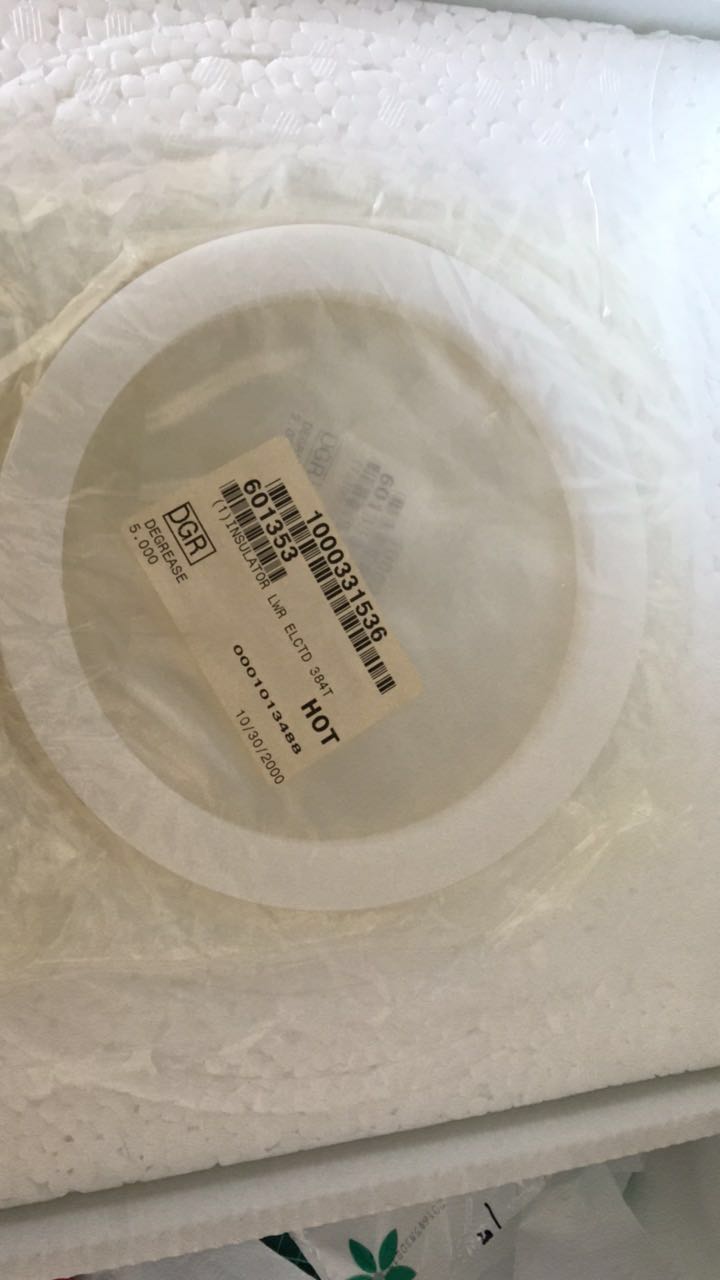 1000331536
601353
(1)INSULATOR LWR ELCTD 384T
DGR
DEGREASE
5.000
HOT
0001013488
10/30/2000